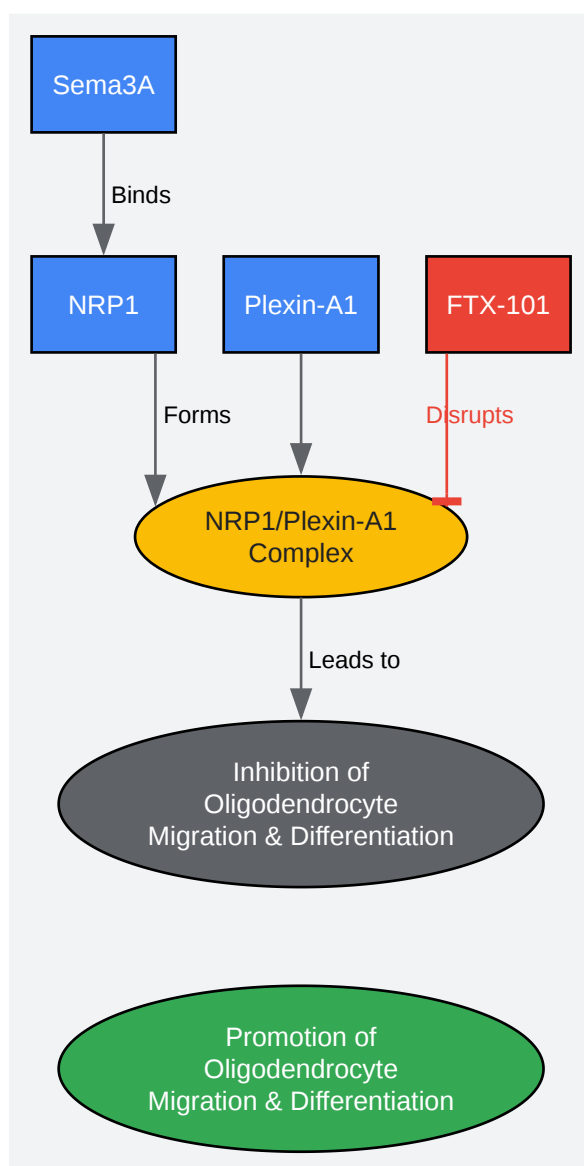 Sema3A
Binds
NRP1
Plexin-A1
FTX-101
Forms
Disrupts
NRP1/Plexin-A1
Complex
Leads to
Inhibition of
Oligodendrocyte
Migration & Differentiation
Promotion of
Oligodendrocyte
Migration & Differentiation